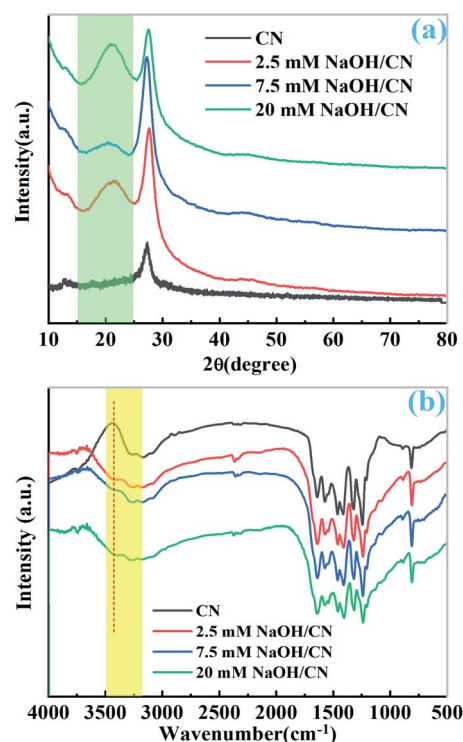 (a)
CN
2.5 mM NaOH/CN
7.5 mM NaOH/CN
20 mM NaOH/CN
Intensity(a.u.)
10 20 30 40 50 60 70 80
2θ(degree)
(b)
Intensity (a.u.)
CN
2.5 mM NaOH/CN
7.5 mM NaOH/CN
20 mM NaOH/CN
4000 3500 3000 2500 2000 1500 1000 500
Wavenumber(cm⁻¹)